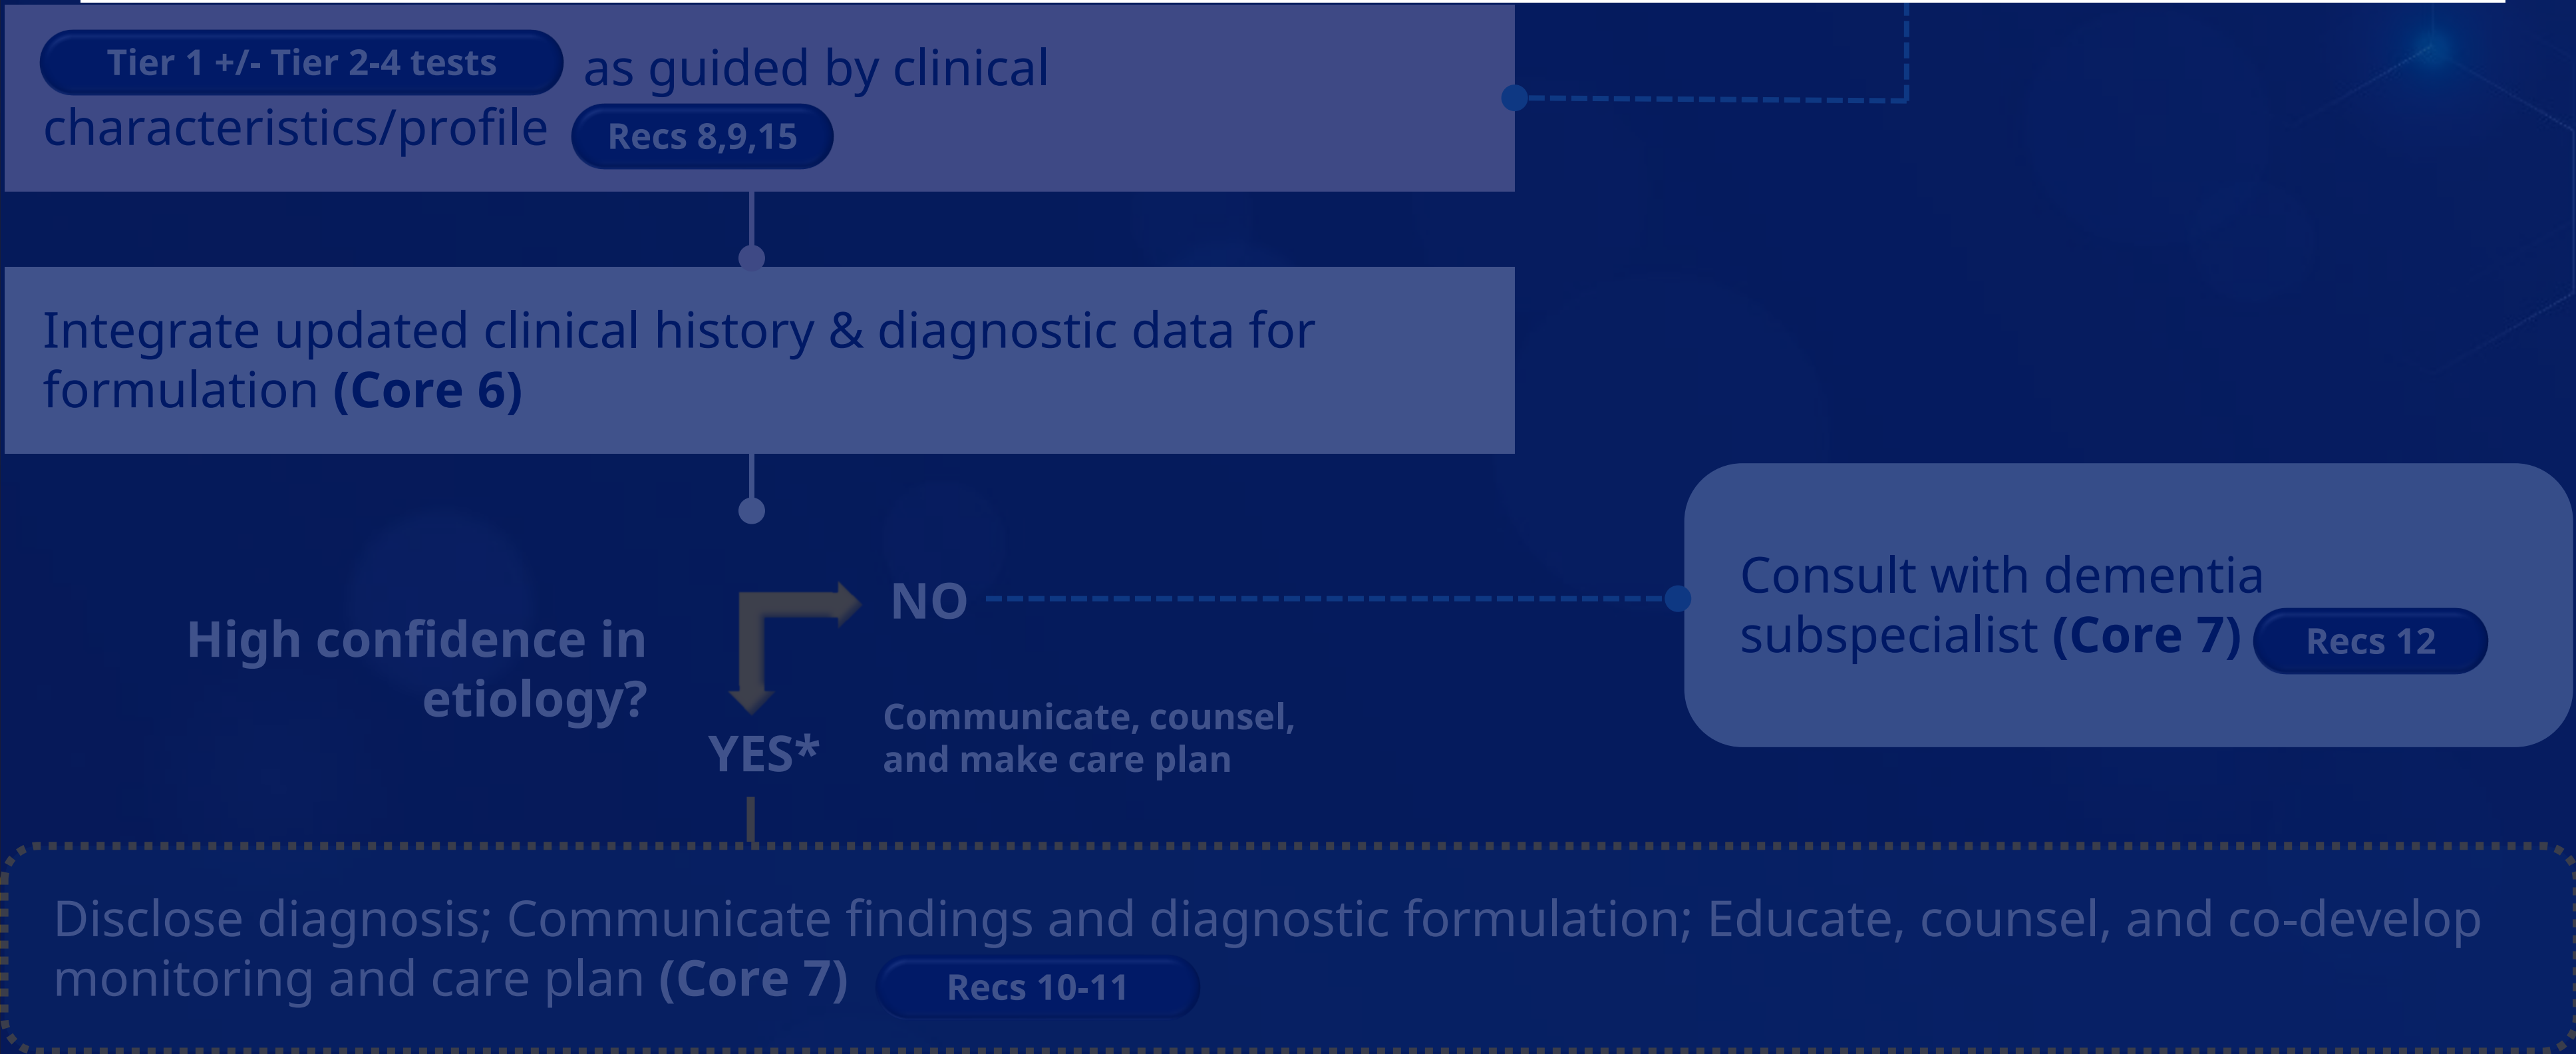 Tier 1 +/- Tier 2-4 tests as guided by clinical
characteristics/profile Recs 8,9,15
Integrate updated clinical history & diagnostic data for
formulation (Core 6)
High confidence in
etiology?
NO
Consult with dementia
subspecialist (Core 7) Recs 12
YES*
Communicate, counsel,
and make care plan
Disclose diagnosis; Communicate findings and diagnostic formulation; Educate, counsel, and co-develop
monitoring and care plan (Core 7) Recs 10-11